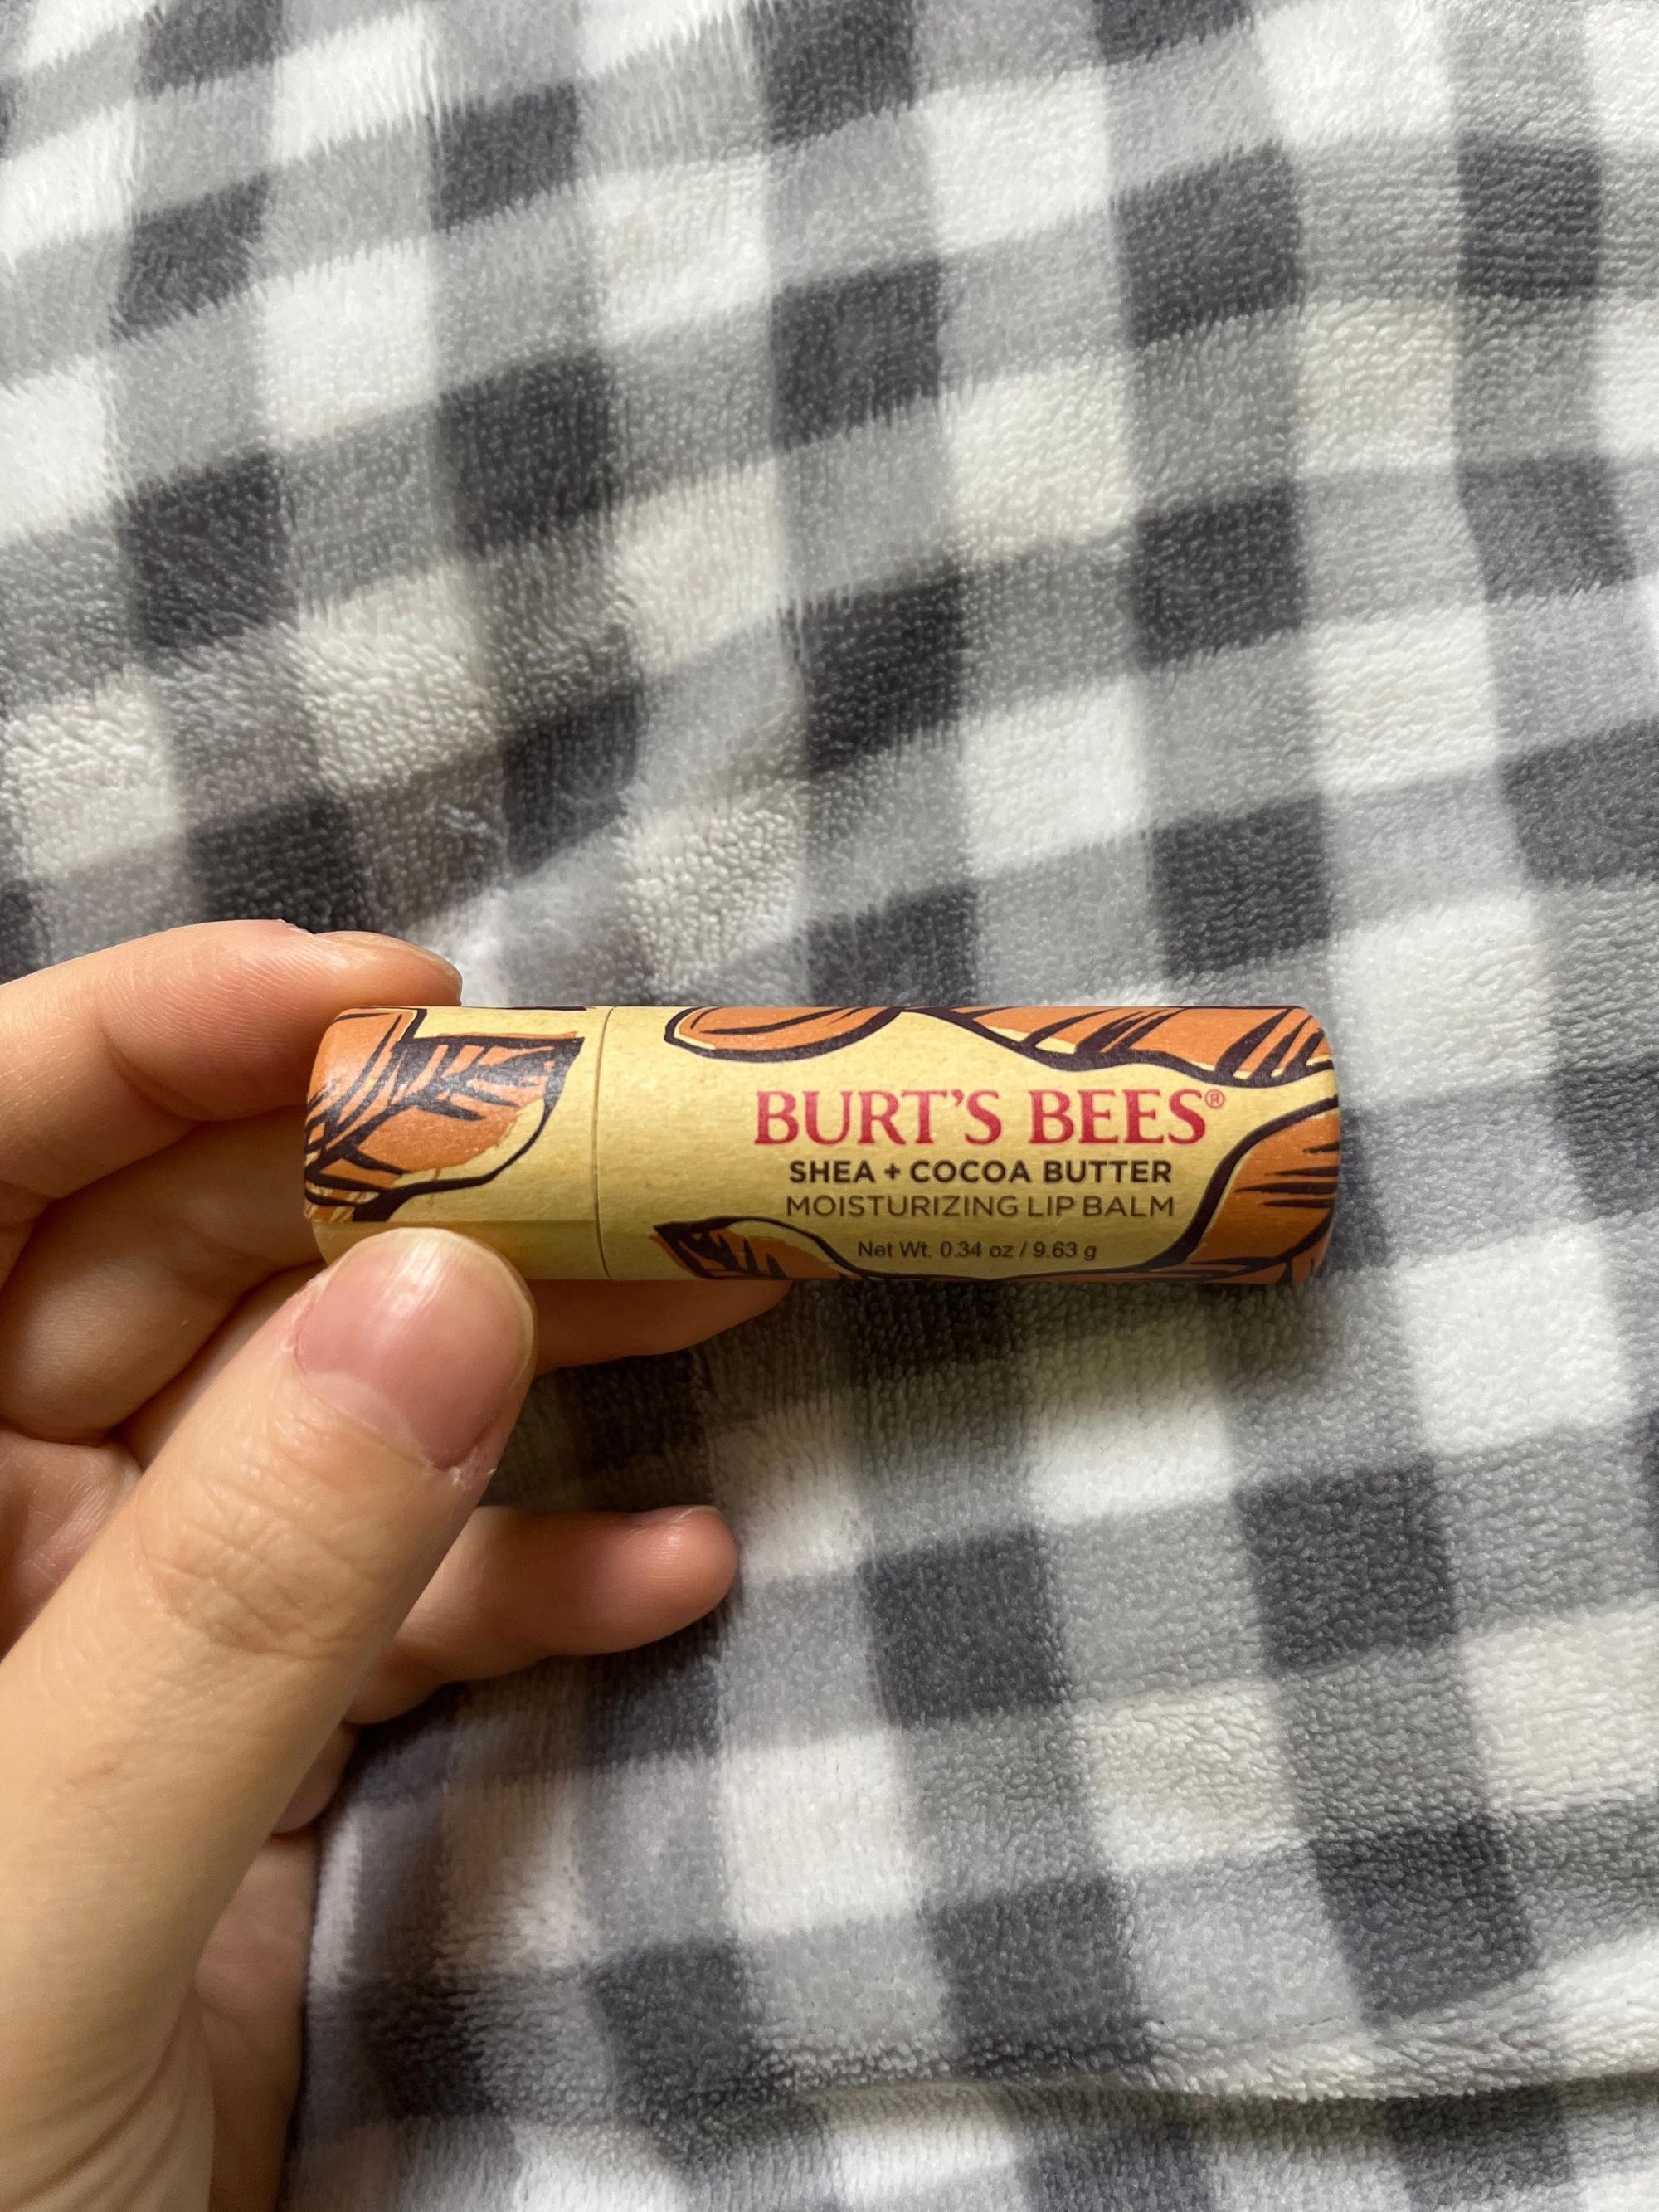 BURT'S BEES®
SHEA + COCOA BUTTER
MOISTURIZING LIP BALM
Net Wt. 0.34 oz / 9.63 g